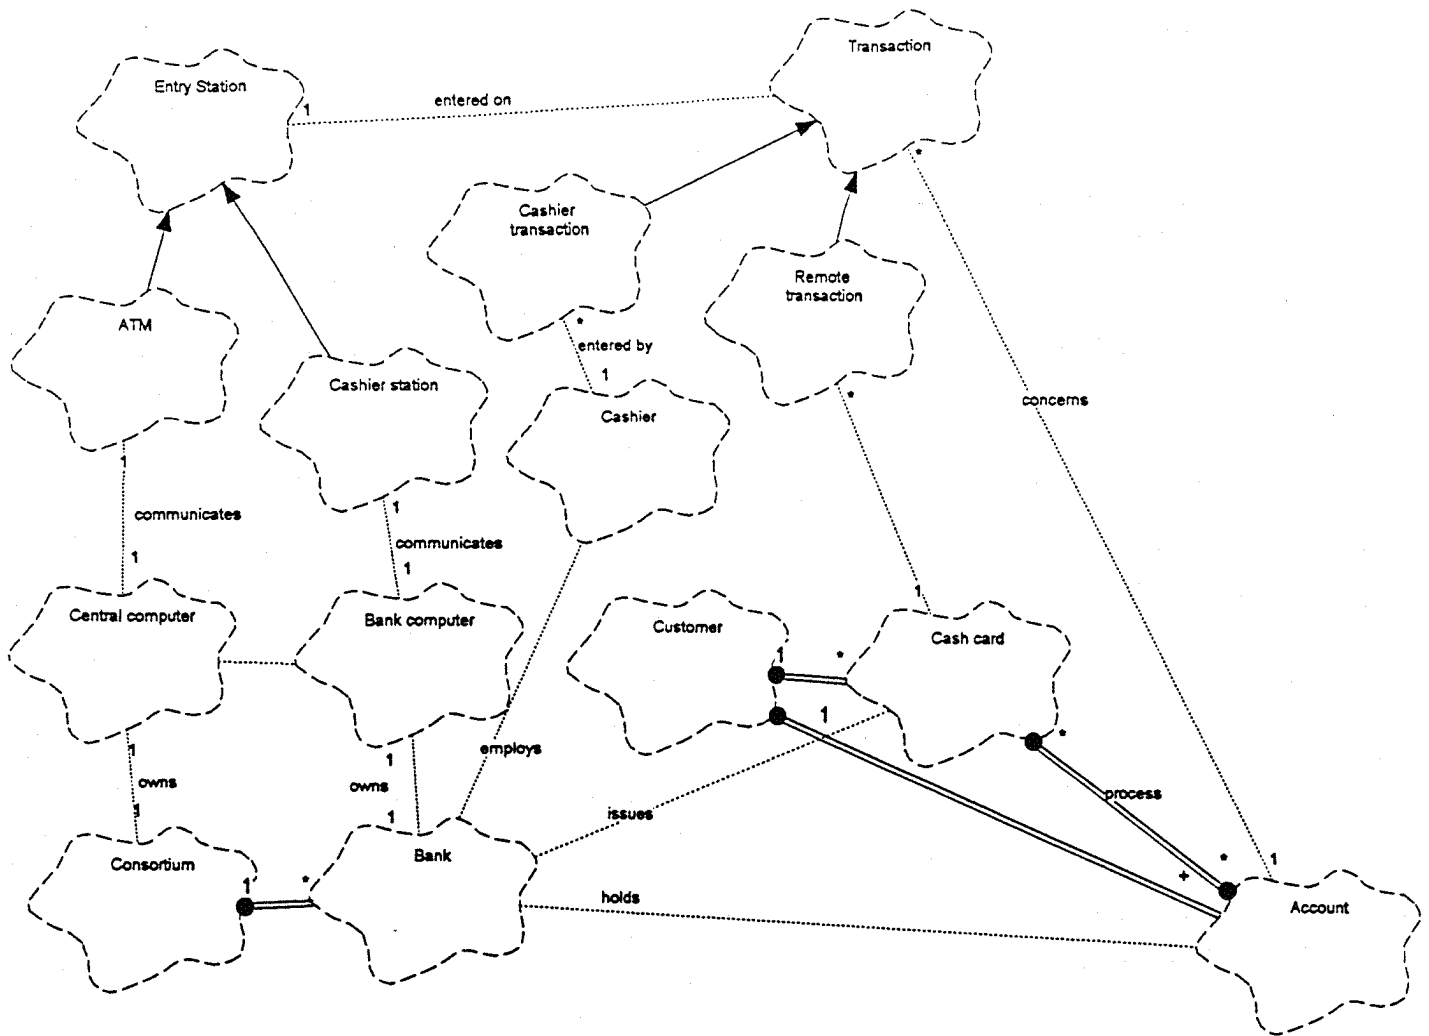 Transaction
Entry Station
1
entered on
*
Cashier
transaction
Remote
transaction
ATM
*
entered by
1
Cashier station
*
Cashier
concerns
1
1
communicates
communicates
1
1
1
Central computer
Bank computer
Customer
Cash card
1
*
1
*
1
employs
1
owns
owns
process
1
1
issues
Consortium
Bank
*
1
+
1
*
holds
Account